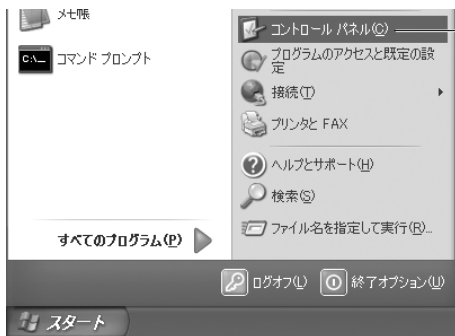 メモ帳
C:\_
コマンド プロンプト
すべてのプログラム(P)
コントロール パネル(C)
プログラムのアクセスと既定の設
定
接続(T)
プリンタと FAX
ヘルプとサポート(H)
検索(S)
ファイル名を指定して実行(R)...
ログオフ(L)
終了オプション(U)
スタート